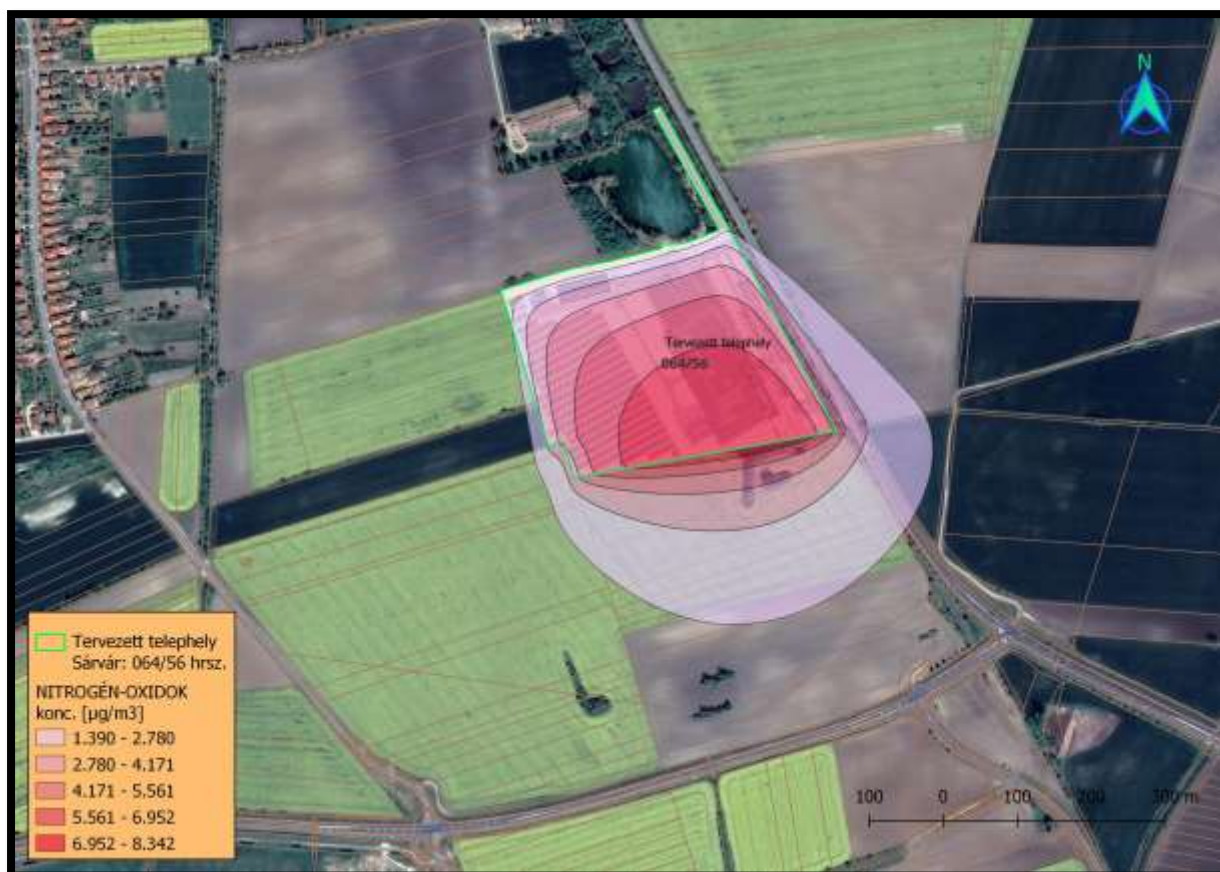 N
Tervezett telephely
064/56
Tervezett telephely
Sárvár: 064/56 hrsz.
NITROGÉN-OXIDOK
konc. [µg/m3]
1.390 - 2.780
2.780 - 4.171
4.171 - 5.561
5.561 - 6.952
6.952 - 8.342
100 0 100 200 300 m